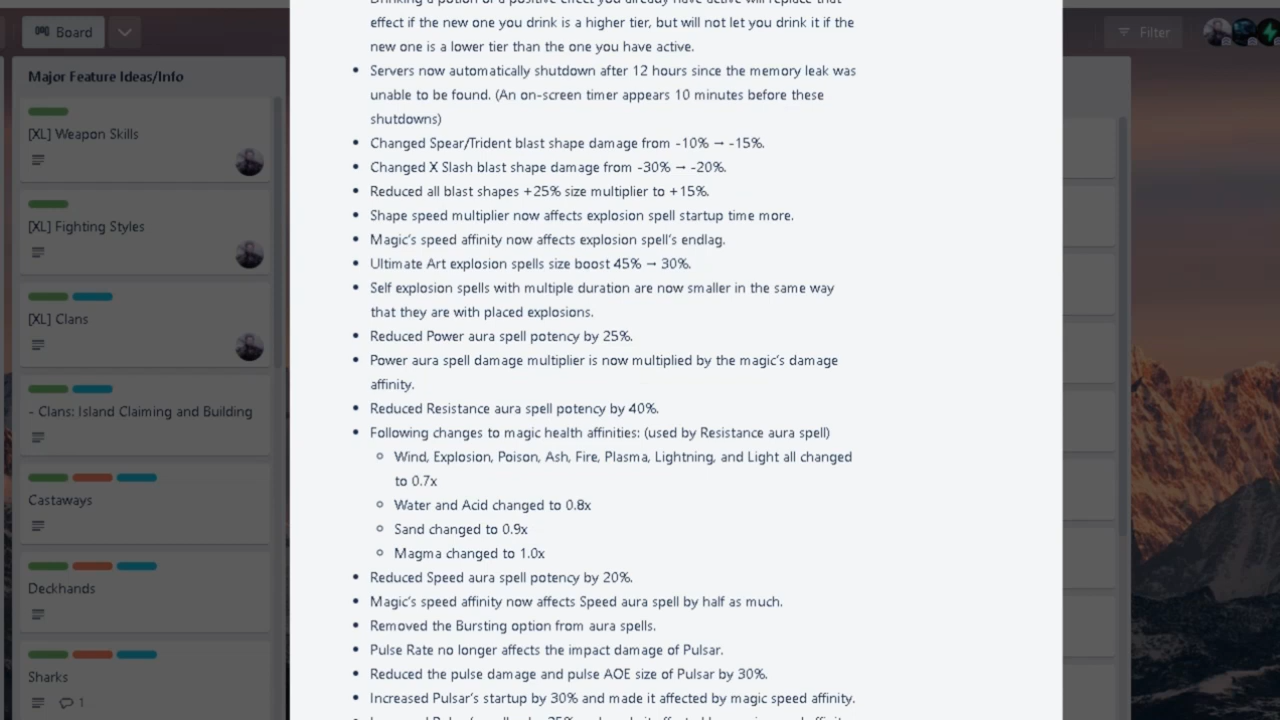 Board
Filter
Major Feature Ideas/Info
[XL] Weapon Skills
[XL] Fighting Styles
[XL] Clans
- Clans: Island Claiming and Building
Castaways
Deckhands
Sharks
1
Drinking a potion of a positive effect you already have active will replace that
effect if the new one you drink is a higher tier, but will not let you drink it if the
new one is a lower tier than the one you have active.
• Servers now automatically shutdown after 12 hours since the memory leak was
unable to be found. (An on-screen timer appears 10 minutes before these
shutdowns)
• Changed Spear/Trident blast shape damage from -10% → -15%.
• Changed X Slash blast shape damage from -30% → -20%.
• Reduced all blast shapes +25% size multiplier to +15%.
• Shape speed multiplier now affects explosion spell startup time more.
• Magic's speed affinity now affects explosion spell's endlag.
• Ultimate Art explosion spells size boost 45% → 30%.
• Self explosion spells with multiple duration are now smaller in the same way
that they are with placed explosions.
• Reduced Power aura spell potency by 25%.
• Power aura spell damage multiplier is now multiplied by the magic's damage
affinity.
• Reduced Resistance aura spell potency by 40%.
• Following changes to magic health affinities: (used by Resistance aura spell)
◦ Wind, Explosion, Poison, Ash, Fire, Plasma, Lightning, and Light all changed
to 0.7x
◦ Water and Acid changed to 0.8x
◦ Sand changed to 0.9x
◦ Magma changed to 1.0x
• Reduced Speed aura spell potency by 20%.
• Magic's speed affinity now affects Speed aura spell by half as much.
• Removed the Bursting option from aura spells.
• Pulse Rate no longer affects the impact damage of Pulsar.
• Reduced the pulse damage and pulse AOE size of Pulsar by 30%.
• Increased Pulsar's startup by 30% and made it affected by magic speed affinity.